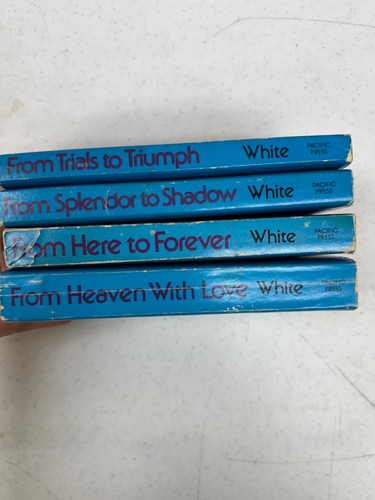 From Trials to Triumph White PACIFIC PRESS
From Splendor to Shadow White PACIFIC PRESS
From Here to Forever White PACIFIC PRESS
From Heaven With Love White PACIFIC PRESS